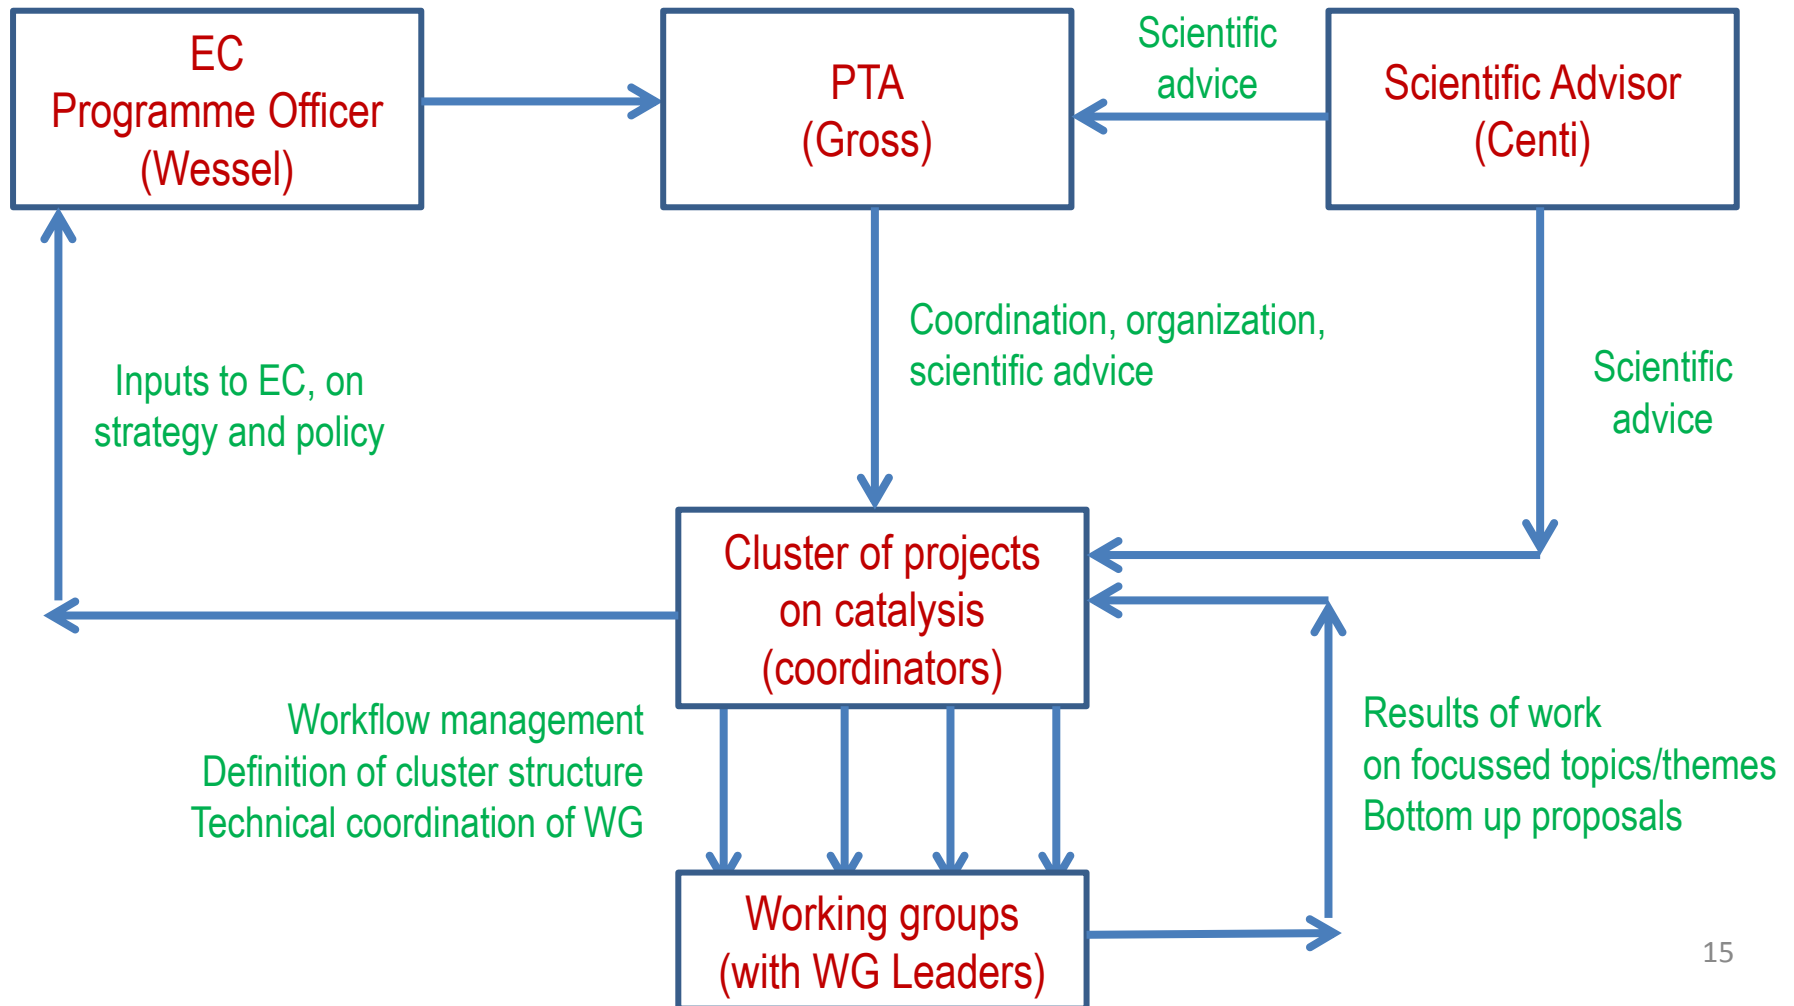 EC
Programme Officer
(Wessel)
PTA
(Gross)
Scientific
advice
Scientific Advisor
(Centi)
Coordination, organization,
scientific advice
Inputs to EC, on
strategy and policy
Scientific
advice
Cluster of projects
on catalysis
(coordinators)
Workflow management
Definition of cluster structure
Technical coordination of WG
Results of work
on focussed topics/themes
Bottom up proposals
Working groups
(with WG Leaders)
15